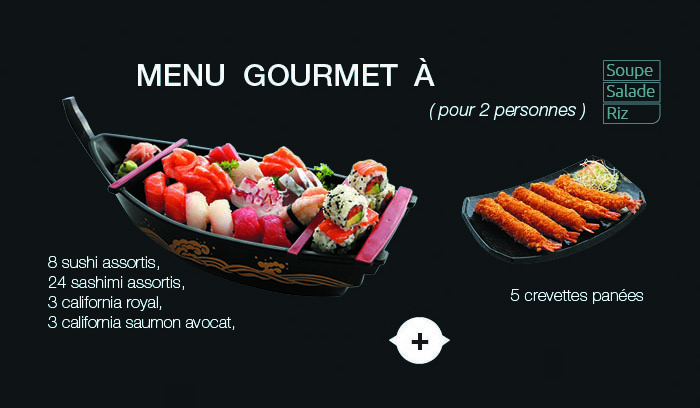 MENU GOURMET À
( pour 2 personnes )
Soupe
Salade
Riz
8 sushi assortis,
24 sashimi assortis,
3 california royal,
3 california saumon avocat,
+
5 crevettes panées